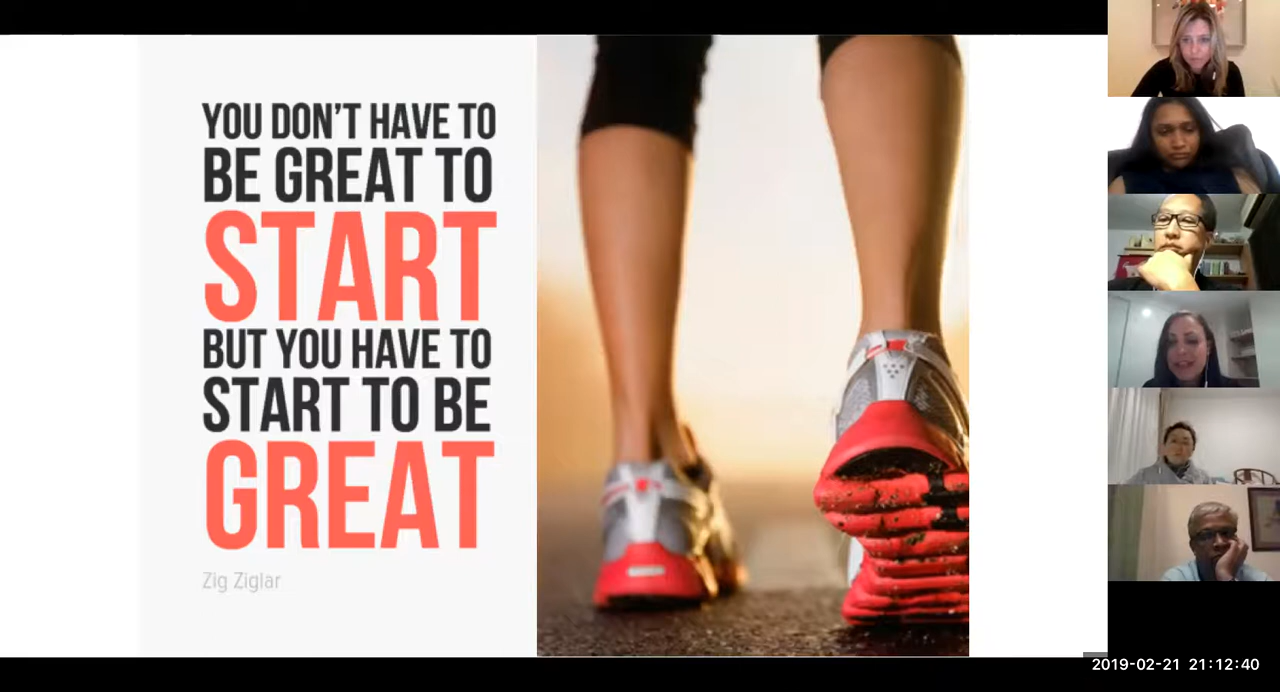 YOU DON'T HAVE TO
BE GREAT TO
START
BUT YOU HAVE TO
START TO BE
GREAT
Zig Ziglar
2019-02-21 21:12:40